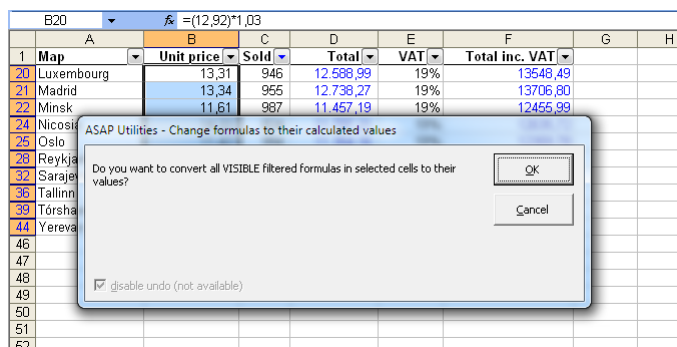 B20 fx =(12,92)*1,03
A B C D E F G H
1 Map Unit price Sold Total VAT Total inc. VAT
20 Luxembourg 13,31 946 12.588,99 19% 13548,49
21 Madrid 13,34 955 12.738,27 19% 13706,80
22 Minsk 11,61 987 11.457,19 19% 12455,99
24 Nicosia
ASAP Utilities - Change formulas to their calculated values
25 Oslo
28
Do you want to convert all VISIBLE filtered formulas in selected cells to their
values?
OK
32
36 Tallinn
Cancel
39
44
46
47
48
disable undo (not available)
49
50
51
52